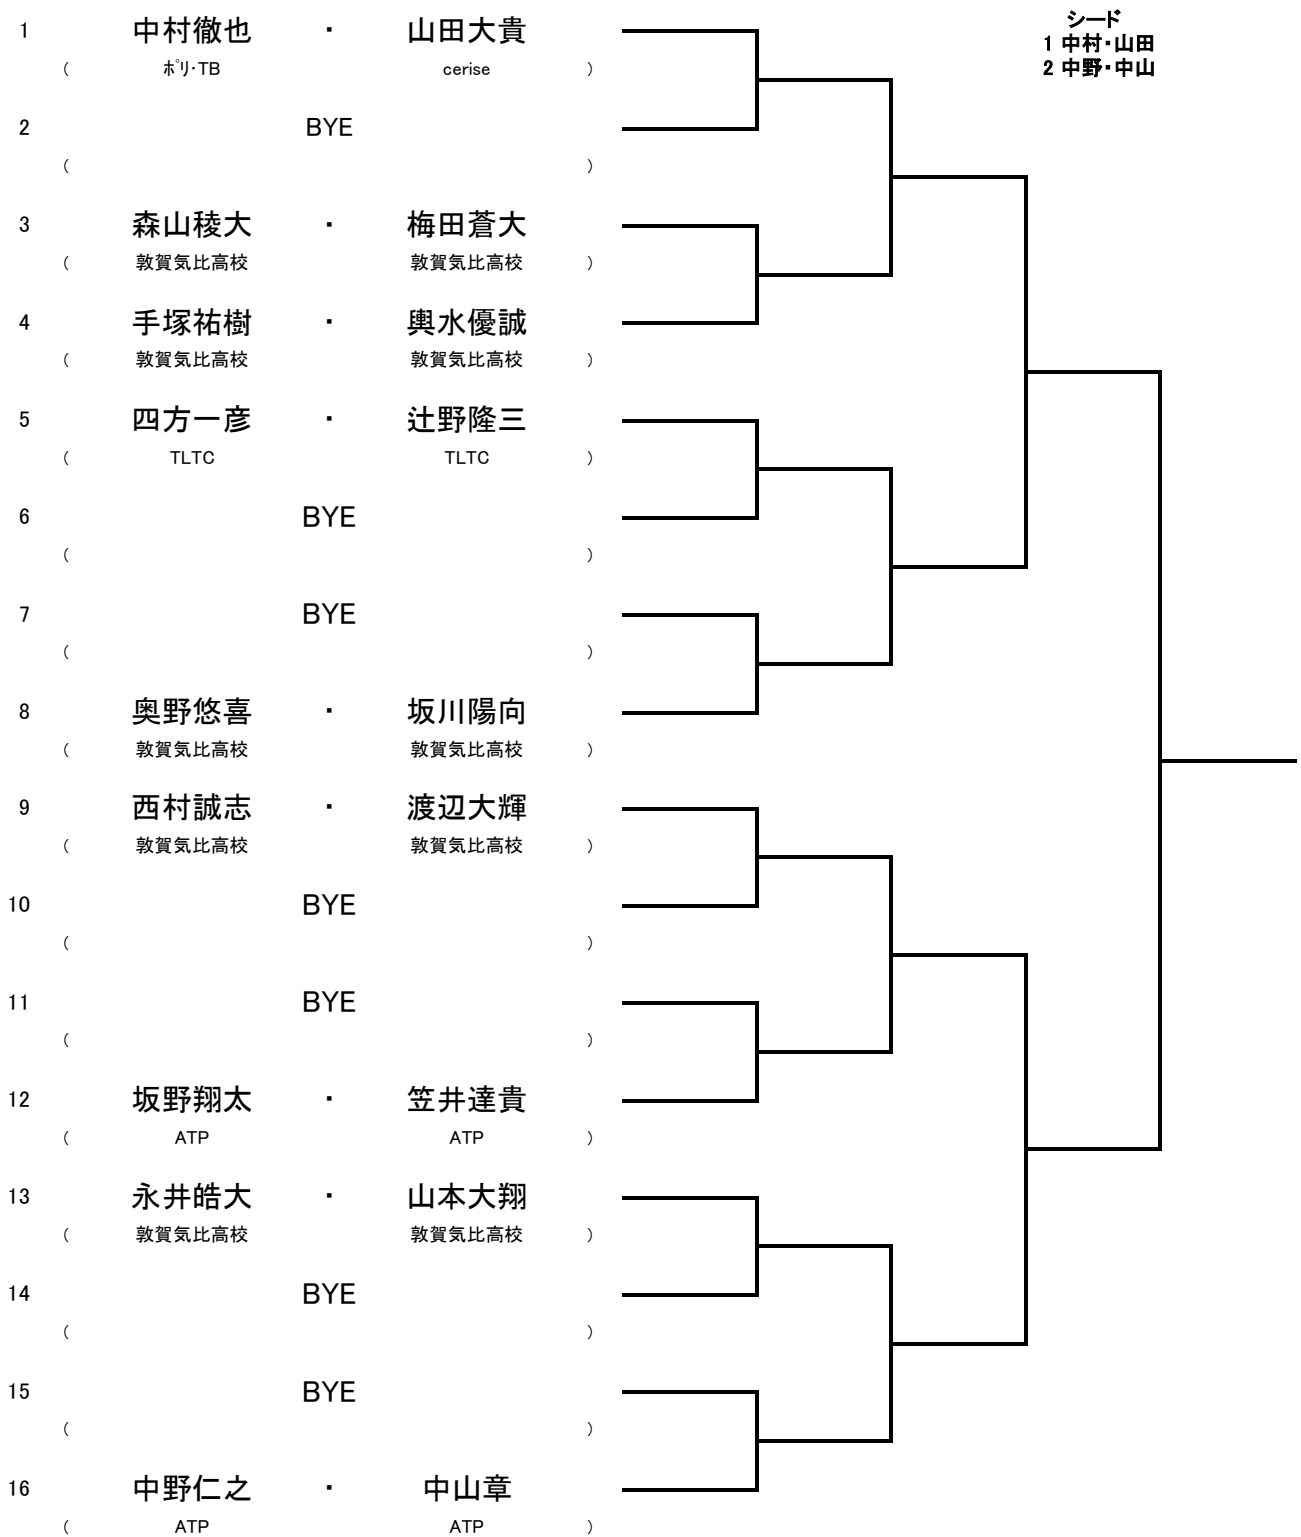 シード
1 中村・山田
2 中野・中山
1 中村徹也 ・ 山田大貴
( ﾎﾟﾘ・TB cerise )
2 BYE
( )
3 森山稜大 ・ 梅田蒼大
( 敦賀気比高校 敦賀気比高校 )
4 手塚祐樹 ・ 輿水優誠
( 敦賀気比高校 敦賀気比高校 )
5 四方一彦 ・ 辻野隆三
( TLTC TLTC )
6 BYE
( )
7 BYE
( )
8 奥野悠喜 ・ 坂川陽向
( 敦賀気比高校 敦賀気比高校 )
9 西村誠志 ・ 渡辺大輝
( 敦賀気比高校 敦賀気比高校 )
10 BYE
( )
11 BYE
( )
12 坂野翔太 ・ 笠井達貴
( ATP ATP )
13 永井皓大 ・ 山本大翔
( 敦賀気比高校 敦賀気比高校 )
14 BYE
( )
15 BYE
( )
16 中野仁之 ・ 中山章
( ATP ATP )